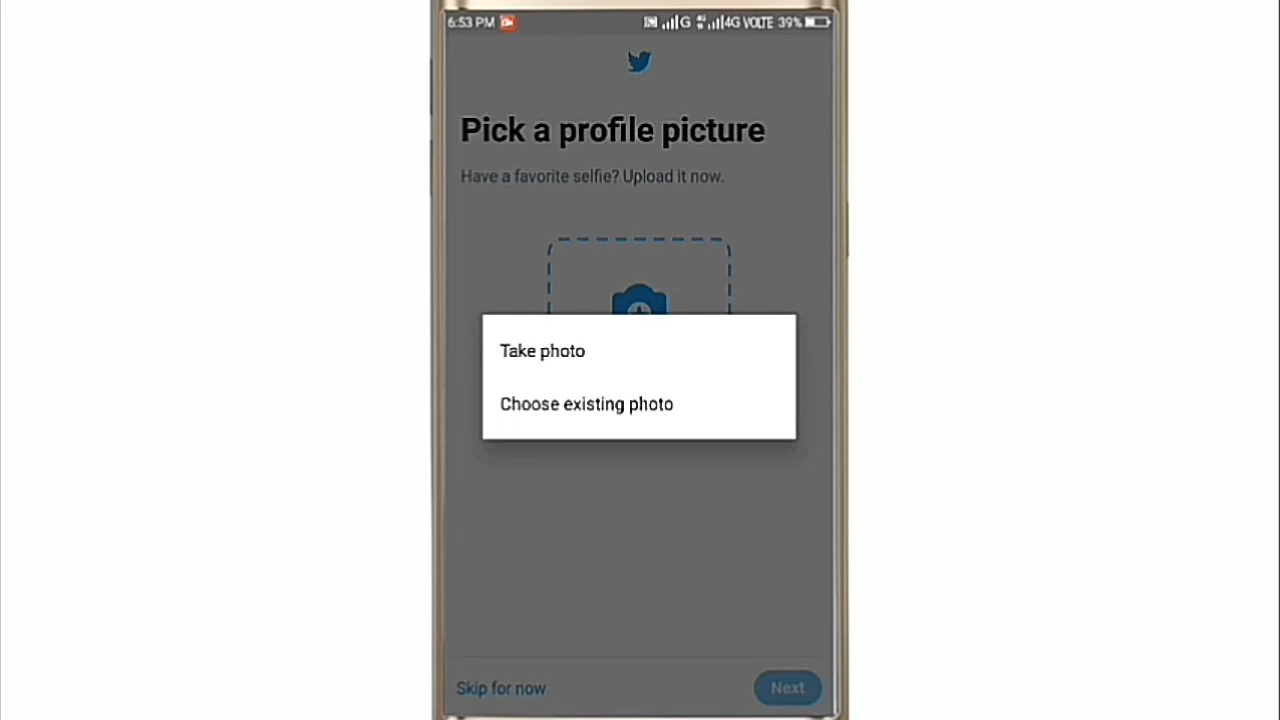 6:53 PM G 4G VOLTE 39%
Pick a profile picture
Have a favorite selfie? Upload it now.
Take photo
Choose existing photo
Skip for now Next